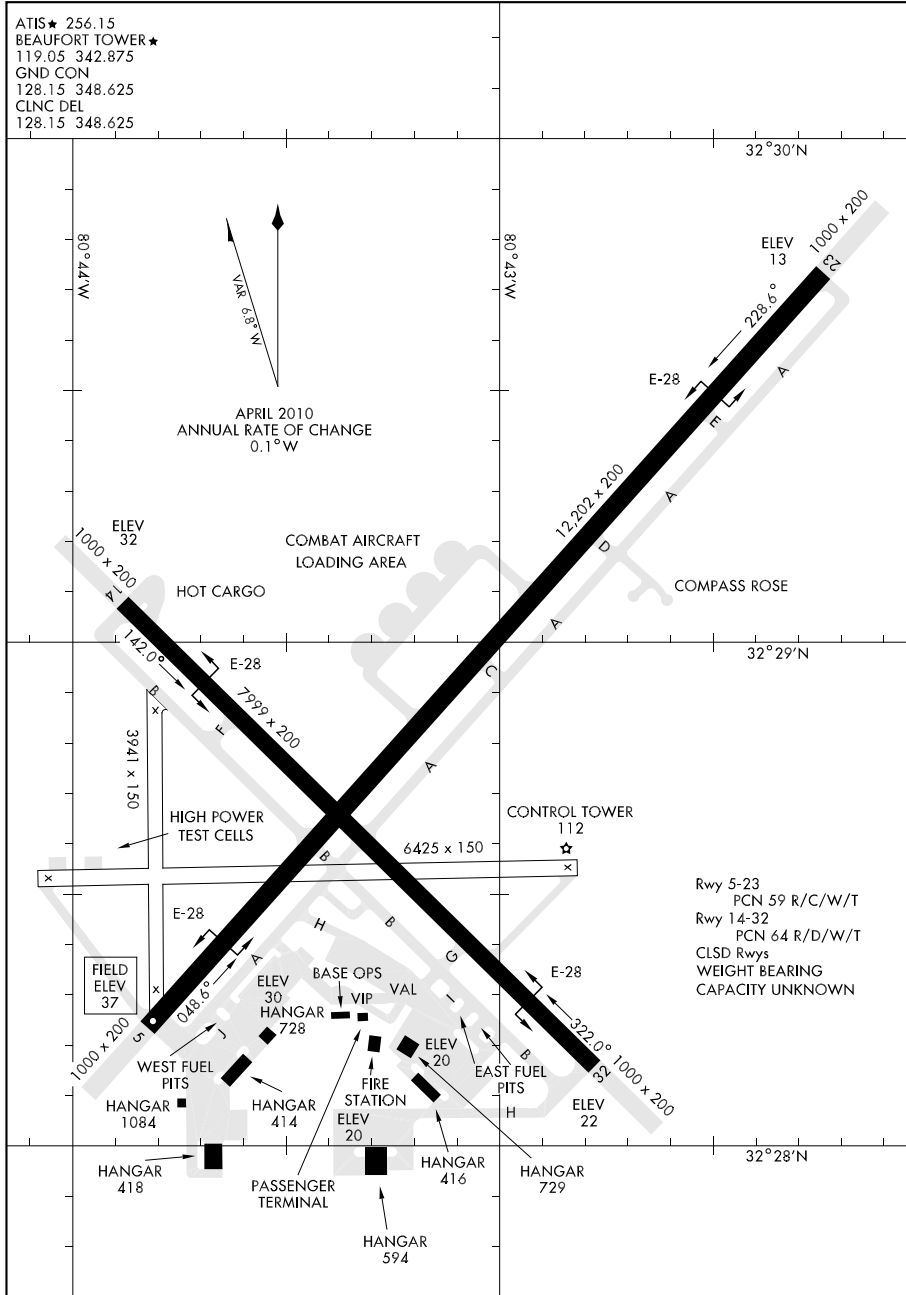 ATIS★ 256.15
BEAUFORT TOWER★
119.05 342.875
GND CON
128.15 348.625
CLNC DEL
128.15 348.625
32°30'N
80°44'W
80°43'W
VAR 6.8° W
APRIL 2010
ANNUAL RATE OF CHANGE
0.1°W
ELEV
13
1000 x 200
23
228.6°
E-28
A
E
A
12,202 x 200
D
COMPASS ROSE
A
C
A
COMBAT AIRCRAFT
LOADING AREA
ELEV
32
1000 x 200
14
HOT CARGO
142.0°
E-28
7999 x 200
B
x
F
32°29'N
3941 x 150
HIGH POWER
TEST CELLS
6425 x 150
CONTROL TOWER
112
x
x
B
Rwy 5-23
PCN 59 R/C/W/T
Rwy 14-32
PCN 64 R/D/W/T
CLSD Rwys
WEIGHT BEARING
CAPACITY UNKNOWN
E-28
H
B
G
A
FIELD
ELEV
37
x
048.6°
5
1000 x 200
ELEV
30
BASE OPS
VAL
VIP
HANGAR
728
I
J
E-28
322.0°
32
1000 x 200
B
H
ELEV
22
WEST FUEL
PITS
EAST FUEL
PITS
ELEV
20
FIRE
STATION
HANGAR
1084
HANGAR
414
ELEV
20
HANGAR
418
PASSENGER
TERMINAL
HANGAR
416
HANGAR
729
32°28'N
HANGAR
594